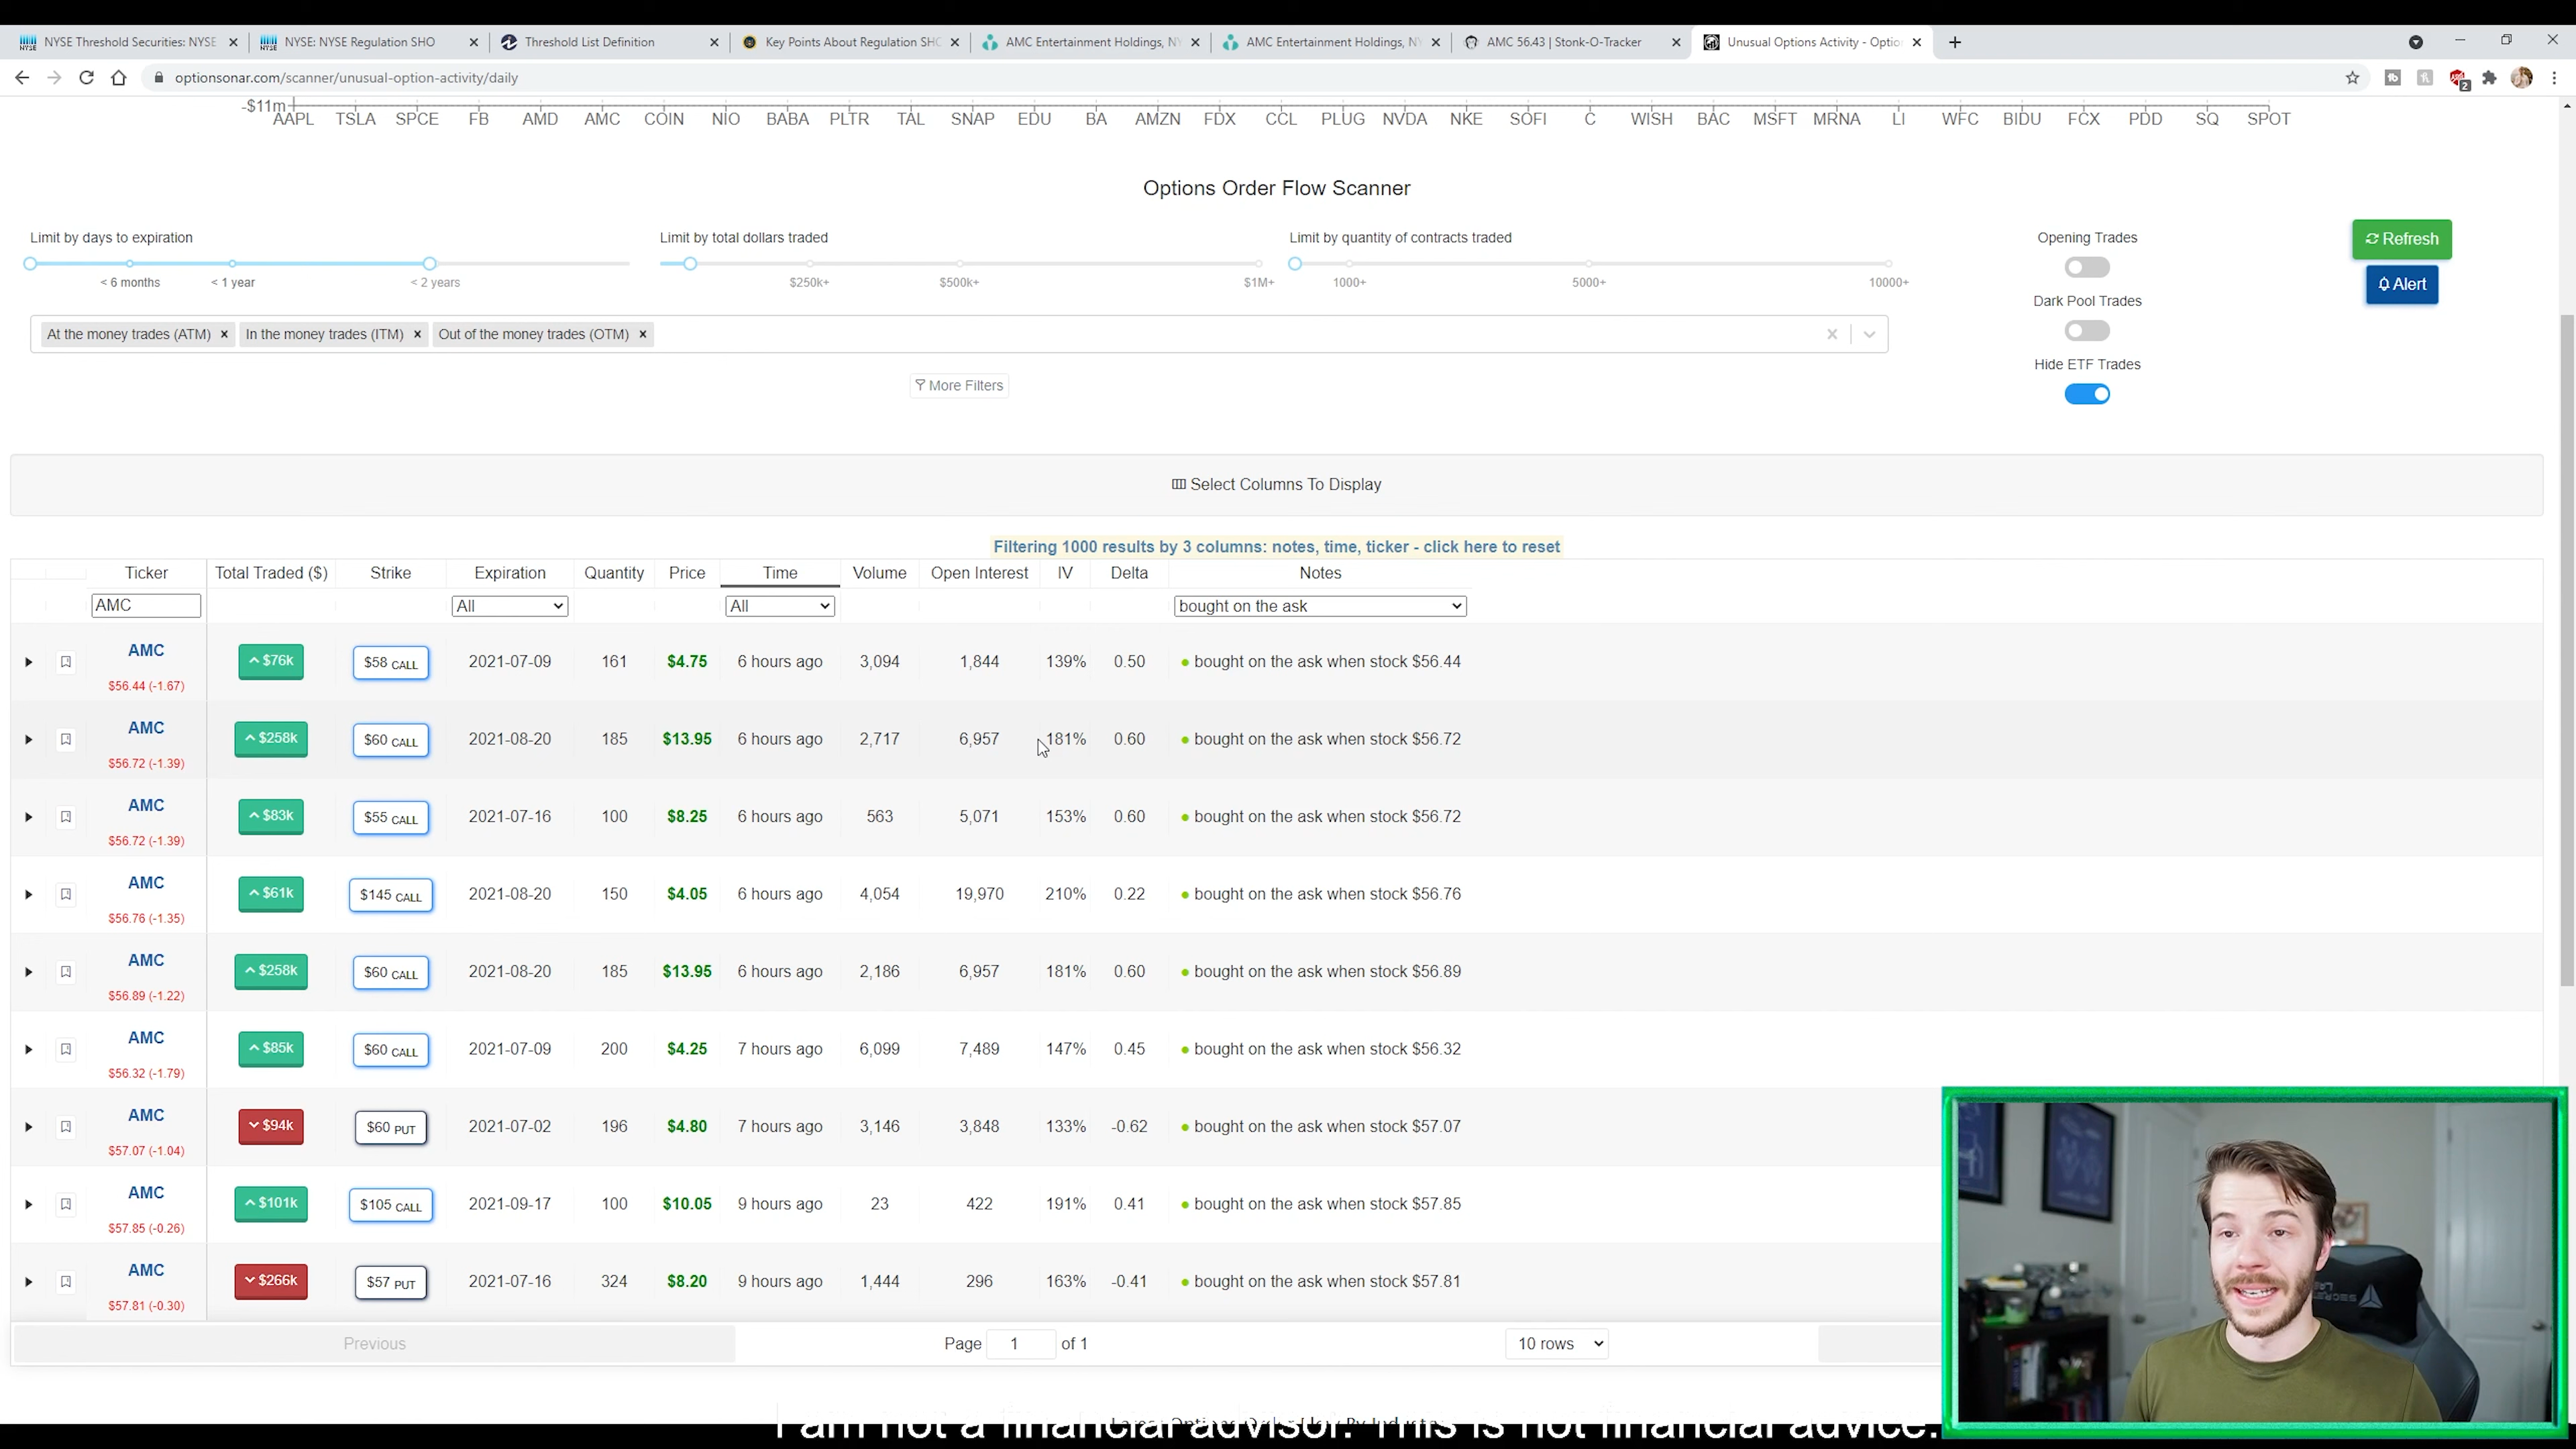 NYSE Threshold Securities: NYSE
NYSE: NYSE Regulation SHO
Threshold List Definition
Key Points About Regulation SHO
AMC Entertainment Holdings, NY
AMC Entertainment Holdings, NY
AMC 56.43 | Stonk-O-Tracker
Unusual Options Activity - Optio
optionsonar.com/scanner/unusual-option-activity/daily
-$11m
AAPL TSLA SPCE FB AMD AMC COIN NIO BABA PLTR TAL SNAP EDU BA AMZN FDX CCL PLUG NVDA NKE SOFI C WISH BAC MSFT MRNA LI WFC BIDU FCX PDD SQ SPOT
Options Order Flow Scanner
Limit by days to expiration Limit by total dollars traded Limit by quantity of contracts traded Opening Trades
< 6 months < 1 year < 2 years $250k+ $500k+ $1M+ 1000+ 5000+ 10000+
Refresh
Alert
Dark Pool Trades
Hide ETF Trades
At the money trades (ATM) × In the money trades (ITM) × Out of the money trades (OTM) ×
More Filters
Select Columns To Display
Filtering 1000 results by 3 columns: notes, time, ticker - click here to reset
Ticker Total Traded ($) Strike Expiration Quantity Price Time Volume Open Interest IV Delta Notes
AMC All All bought on the ask
AMC $76k $58 CALL 2021-07-09 161 $4.75 6 hours ago 3,094 1,844 139% 0.50 bought on the ask when stock $56.44
$56.44 (-1.67)
AMC $258k $60 CALL 2021-08-20 185 $13.95 6 hours ago 2,717 6,957 181% 0.60 bought on the ask when stock $56.72
$56.72 (-1.39)
AMC $83k $55 CALL 2021-07-16 100 $8.25 6 hours ago 563 5,071 153% 0.60 bought on the ask when stock $56.72
$56.72 (-1.39)
AMC $61k $145 CALL 2021-08-20 150 $4.05 6 hours ago 4,054 19,970 210% 0.22 bought on the ask when stock $56.76
$56.76 (-1.35)
AMC $258k $60 CALL 2021-08-20 185 $13.95 6 hours ago 2,186 6,957 181% 0.60 bought on the ask when stock $56.89
$56.89 (-1.22)
AMC $85k $60 CALL 2021-07-09 200 $4.25 7 hours ago 6,099 7,489 147% 0.45 bought on the ask when stock $56.32
$56.32 (-1.79)
AMC $94k $60 PUT 2021-07-02 196 $4.80 7 hours ago 3,146 3,848 133% -0.62 bought on the ask when stock $57.07
$57.07 (-1.04)
AMC $101k $105 CALL 2021-09-17 100 $10.05 9 hours ago 23 422 191% 0.41 bought on the ask when stock $57.85
$57.85 (-0.26)
AMC $266k $57 PUT 2021-07-16 324 $8.20 9 hours ago 1,444 296 163% -0.41 bought on the ask when stock $57.81
$57.81 (-0.30)
Previous Page 1 of 1 10 rows
I am not a financial advisor. This is not financial advice.